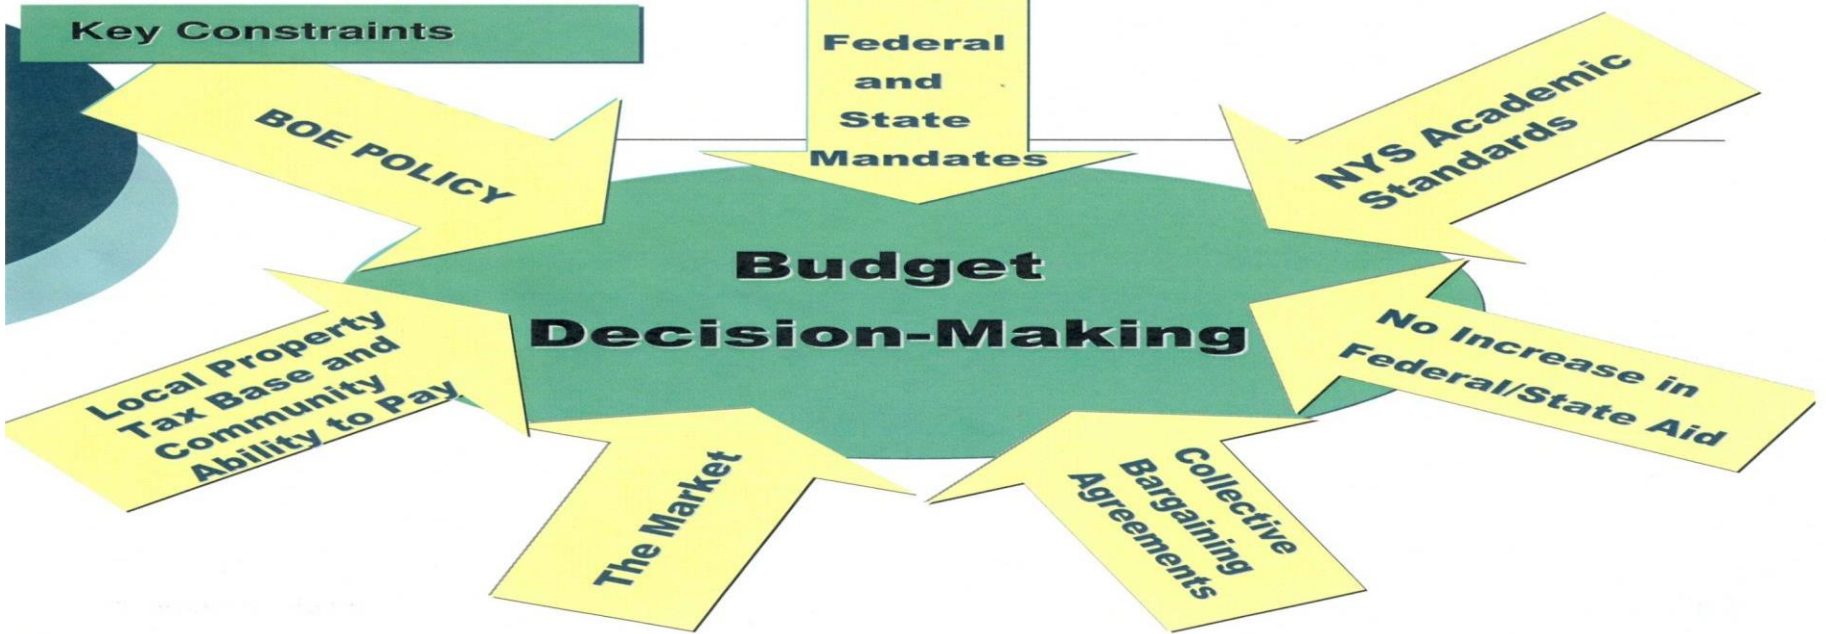 Key Constraints
Federal
and
State
Mandates
BOE POLICY
NYS Academic
Standards
Budget
Decision-Making
Local Property
Tax Base and
Community
Ability to Pay
No Increase in
Federal/State Aid
The Market
Collective
Bargaining
Agreements